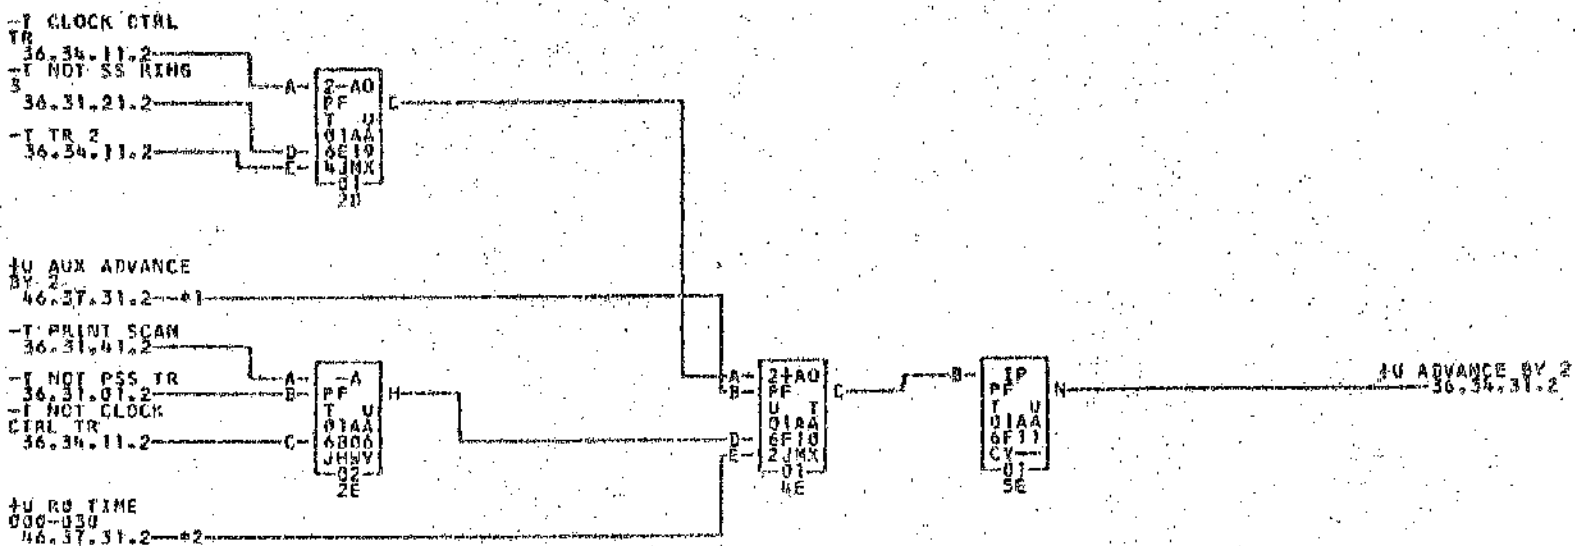 -T CLOCK CTRL
TR
36.34.11.2
-T NOT SS RING
3
36.31.21.2
-T TR 2
36.34.11.2
A
D
E
2-AO
PF
T U
01AA
6E19
4JMX
01
2D
C
+U AUX ADVANCE
BY 2
46.37.31.2 *1
-T PRINT SCAN
36.31.41.2
-T NOT PSS TR
36.31.01.2
-T NOT CLOCK
CTRL TR
36.34.11.2
A
B
C
-A
PF
T U
01AA
6B06
JHWV
02
2E
H
+U RO TIME
000-030
46.37.31.2 *2
A
B
D
E
2+AO
PF
U T
01AA
6F10
2JMX
01
4E
C
B
IP
PF
T U
01AA
6F11
01
5E
N
+U ADVANCE BY 2
36.34.31.2